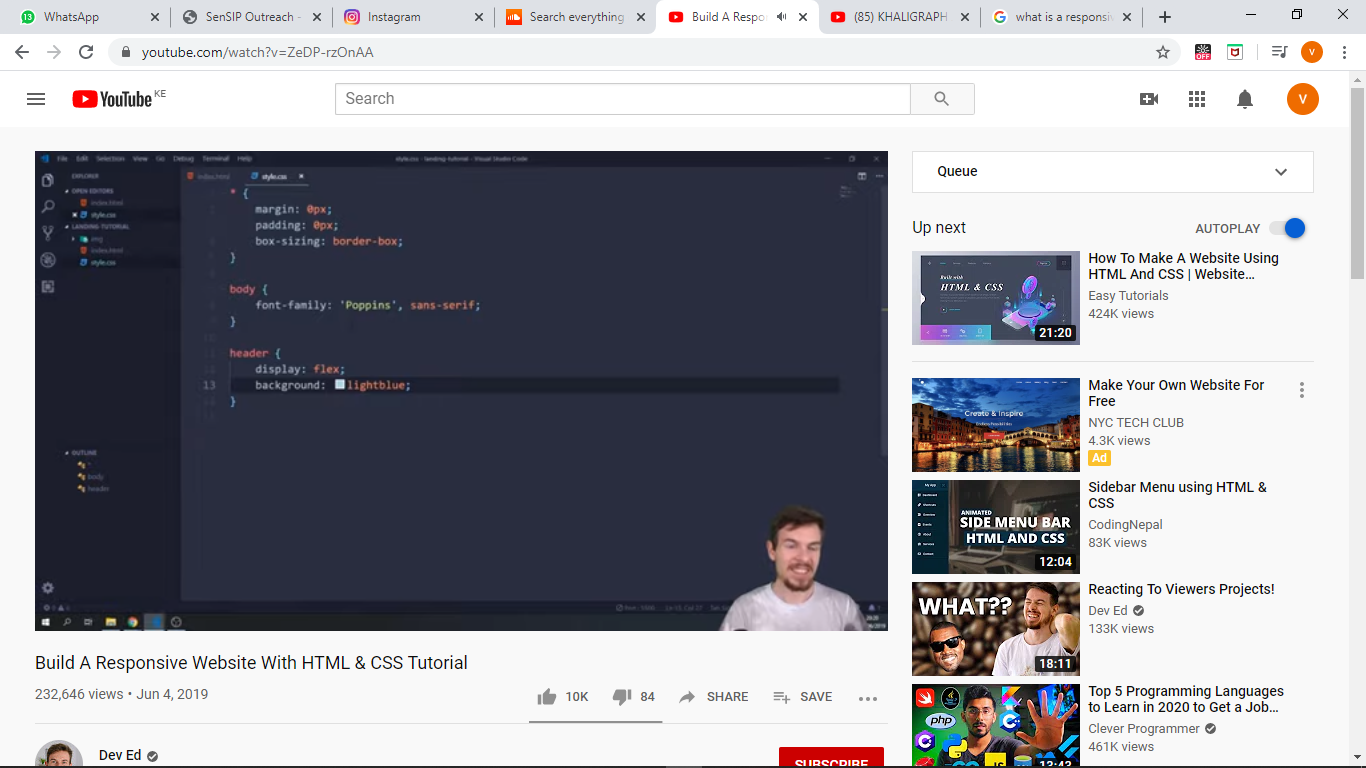 WhatsApp
SenSIP Outreach -
Instagram
Search everything
Build A Respon
(85) KHALIGRAPH
what is a responsiv
youtube.com/watch?v=ZeDP-rzOnAA
OFF
V
YouTube KE
Search
V
File Edit Selection View Go Debug Terminal Help
style.css - landing-tutorial - Visual Studio Code
EXPLORER
OPEN EDITORS
index.html
style.css
LANDING TUTORIAL
img
index.html
style.css
OUTLINE
*
body
header
index.html
style.css
* {
margin: 0px;
padding: 0px;
box-sizing: border-box;
}
body {
font-family: 'Poppins', sans-serif;
}
header {
display: flex;
13 background: lightblue;
}
Build A Responsive Website With HTML & CSS Tutorial
232,646 views • Jun 4, 2019
10K
84
SHARE
SAVE
Dev Ed
SUBSCRIBE
Queue
Up next
AUTOPLAY
Built with
HTML & CSS
21:20
How To Make A Website Using
HTML And CSS | Website…
Easy Tutorials
424K views
Create & Inspire
Make Your Own Website For
Free
NYC TECH CLUB
4.3K views
Ad
ANIMATED
SIDE MENU BAR
HTML AND CSS
12:04
Sidebar Menu using HTML &
CSS
CodingNepal
83K views
WHAT??
18:11
Reacting To Viewers Projects!
Dev Ed
133K views
php
JS
13:43
Top 5 Programming Languages
to Learn in 2020 to Get a Job…
Clever Programmer
461K views